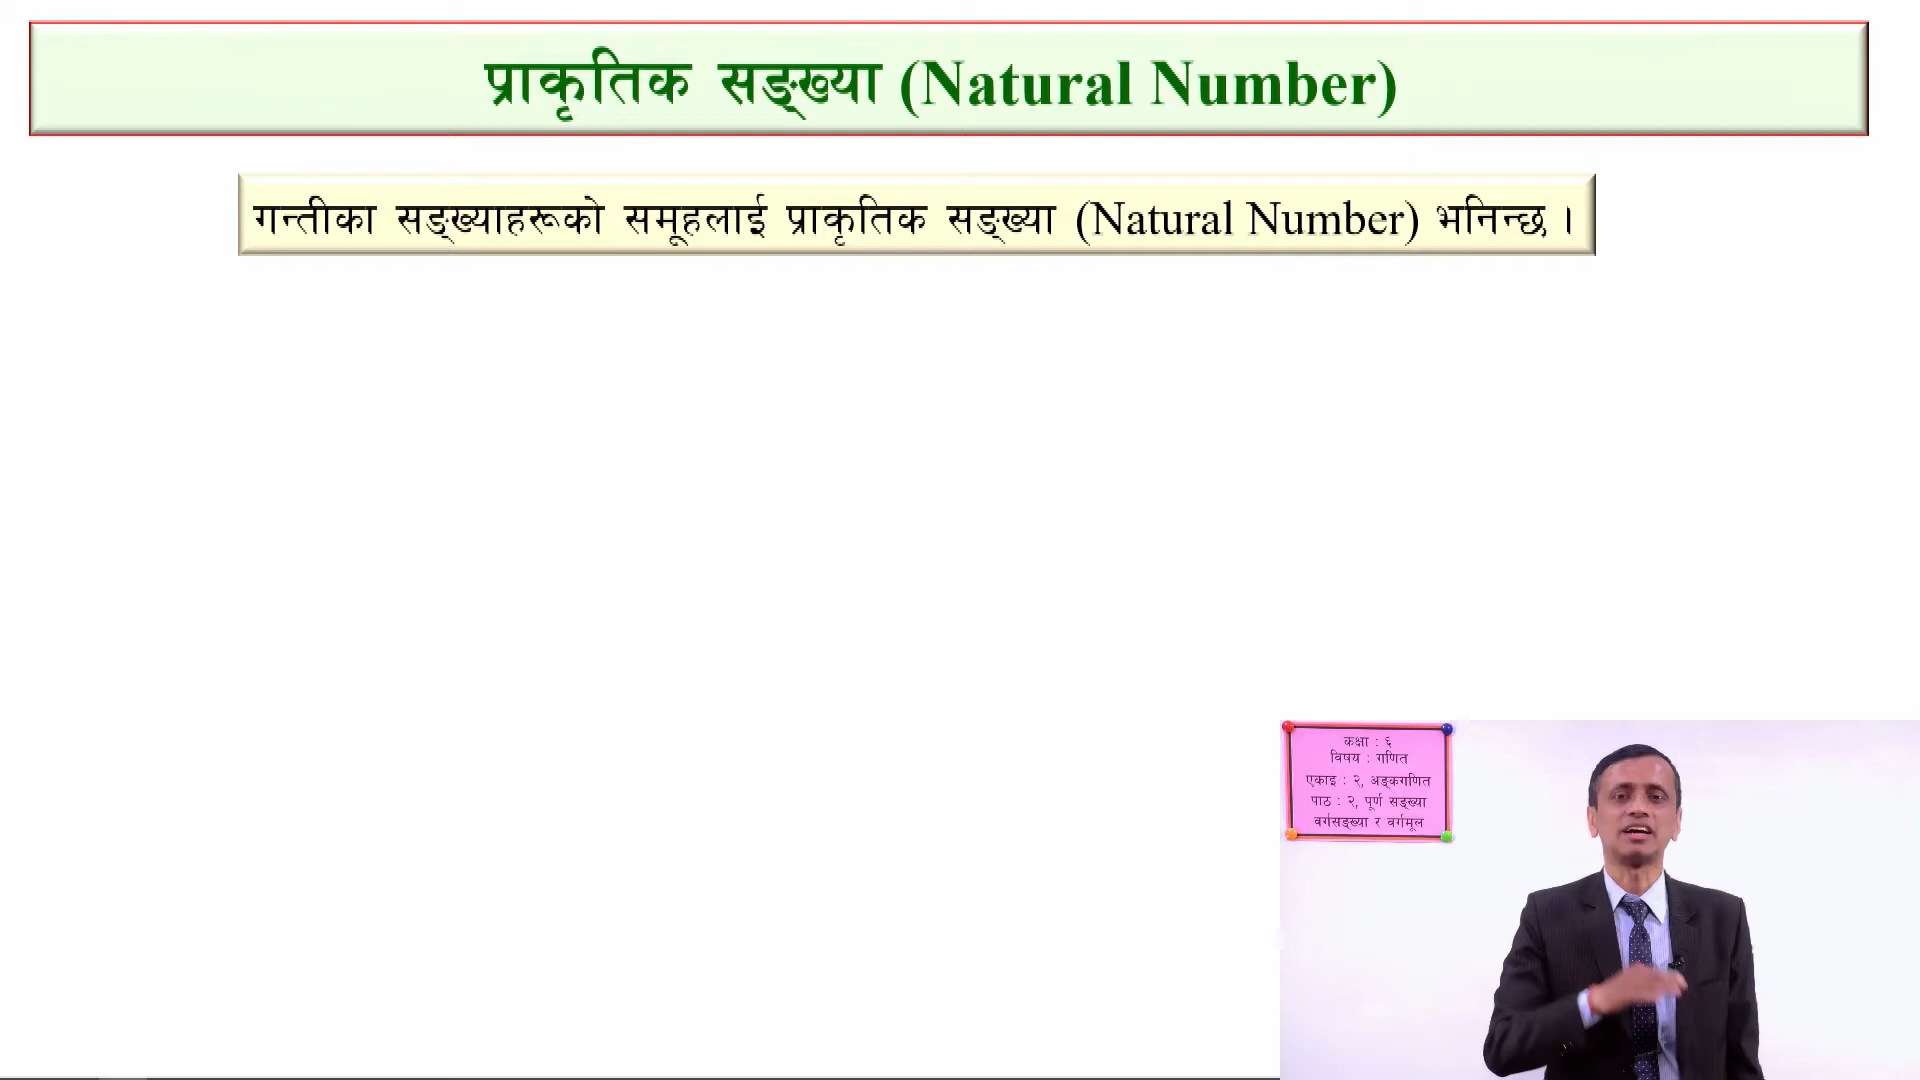 प्राकृतिक सङ्ख्या (Natural Number)
गन्तीका सङ्ख्याहरूको समूहलाई प्राकृतिक सङ्ख्या (Natural Number) भनिन्छ ।
कक्षा : ६
विषय : गणित
एकाइ : २, अङ्कगणित
पाठ : २, पूर्ण सङ्ख्या
वर्गसङ्ख्या र वर्गमूल